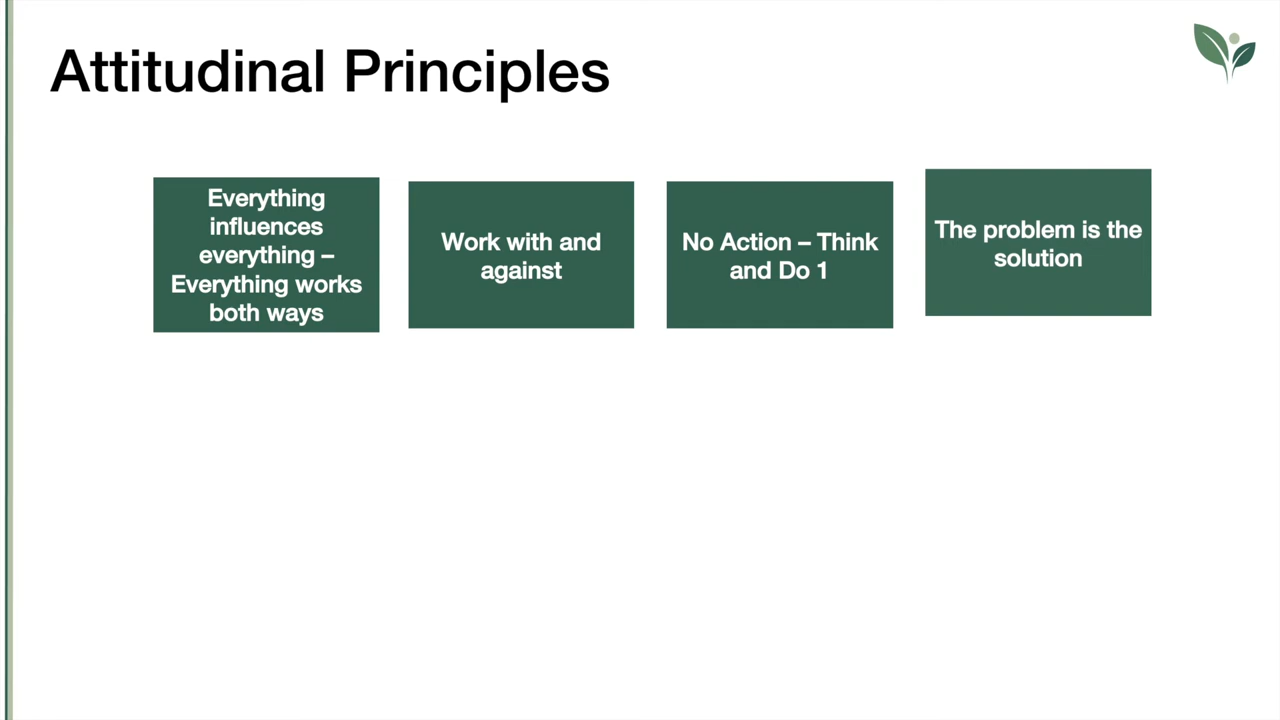 Attitudinal Principles
Everything
influences
everything –
Everything works
both ways
Work with and
against
No Action – Think
and Do 1
The problem is the
solution